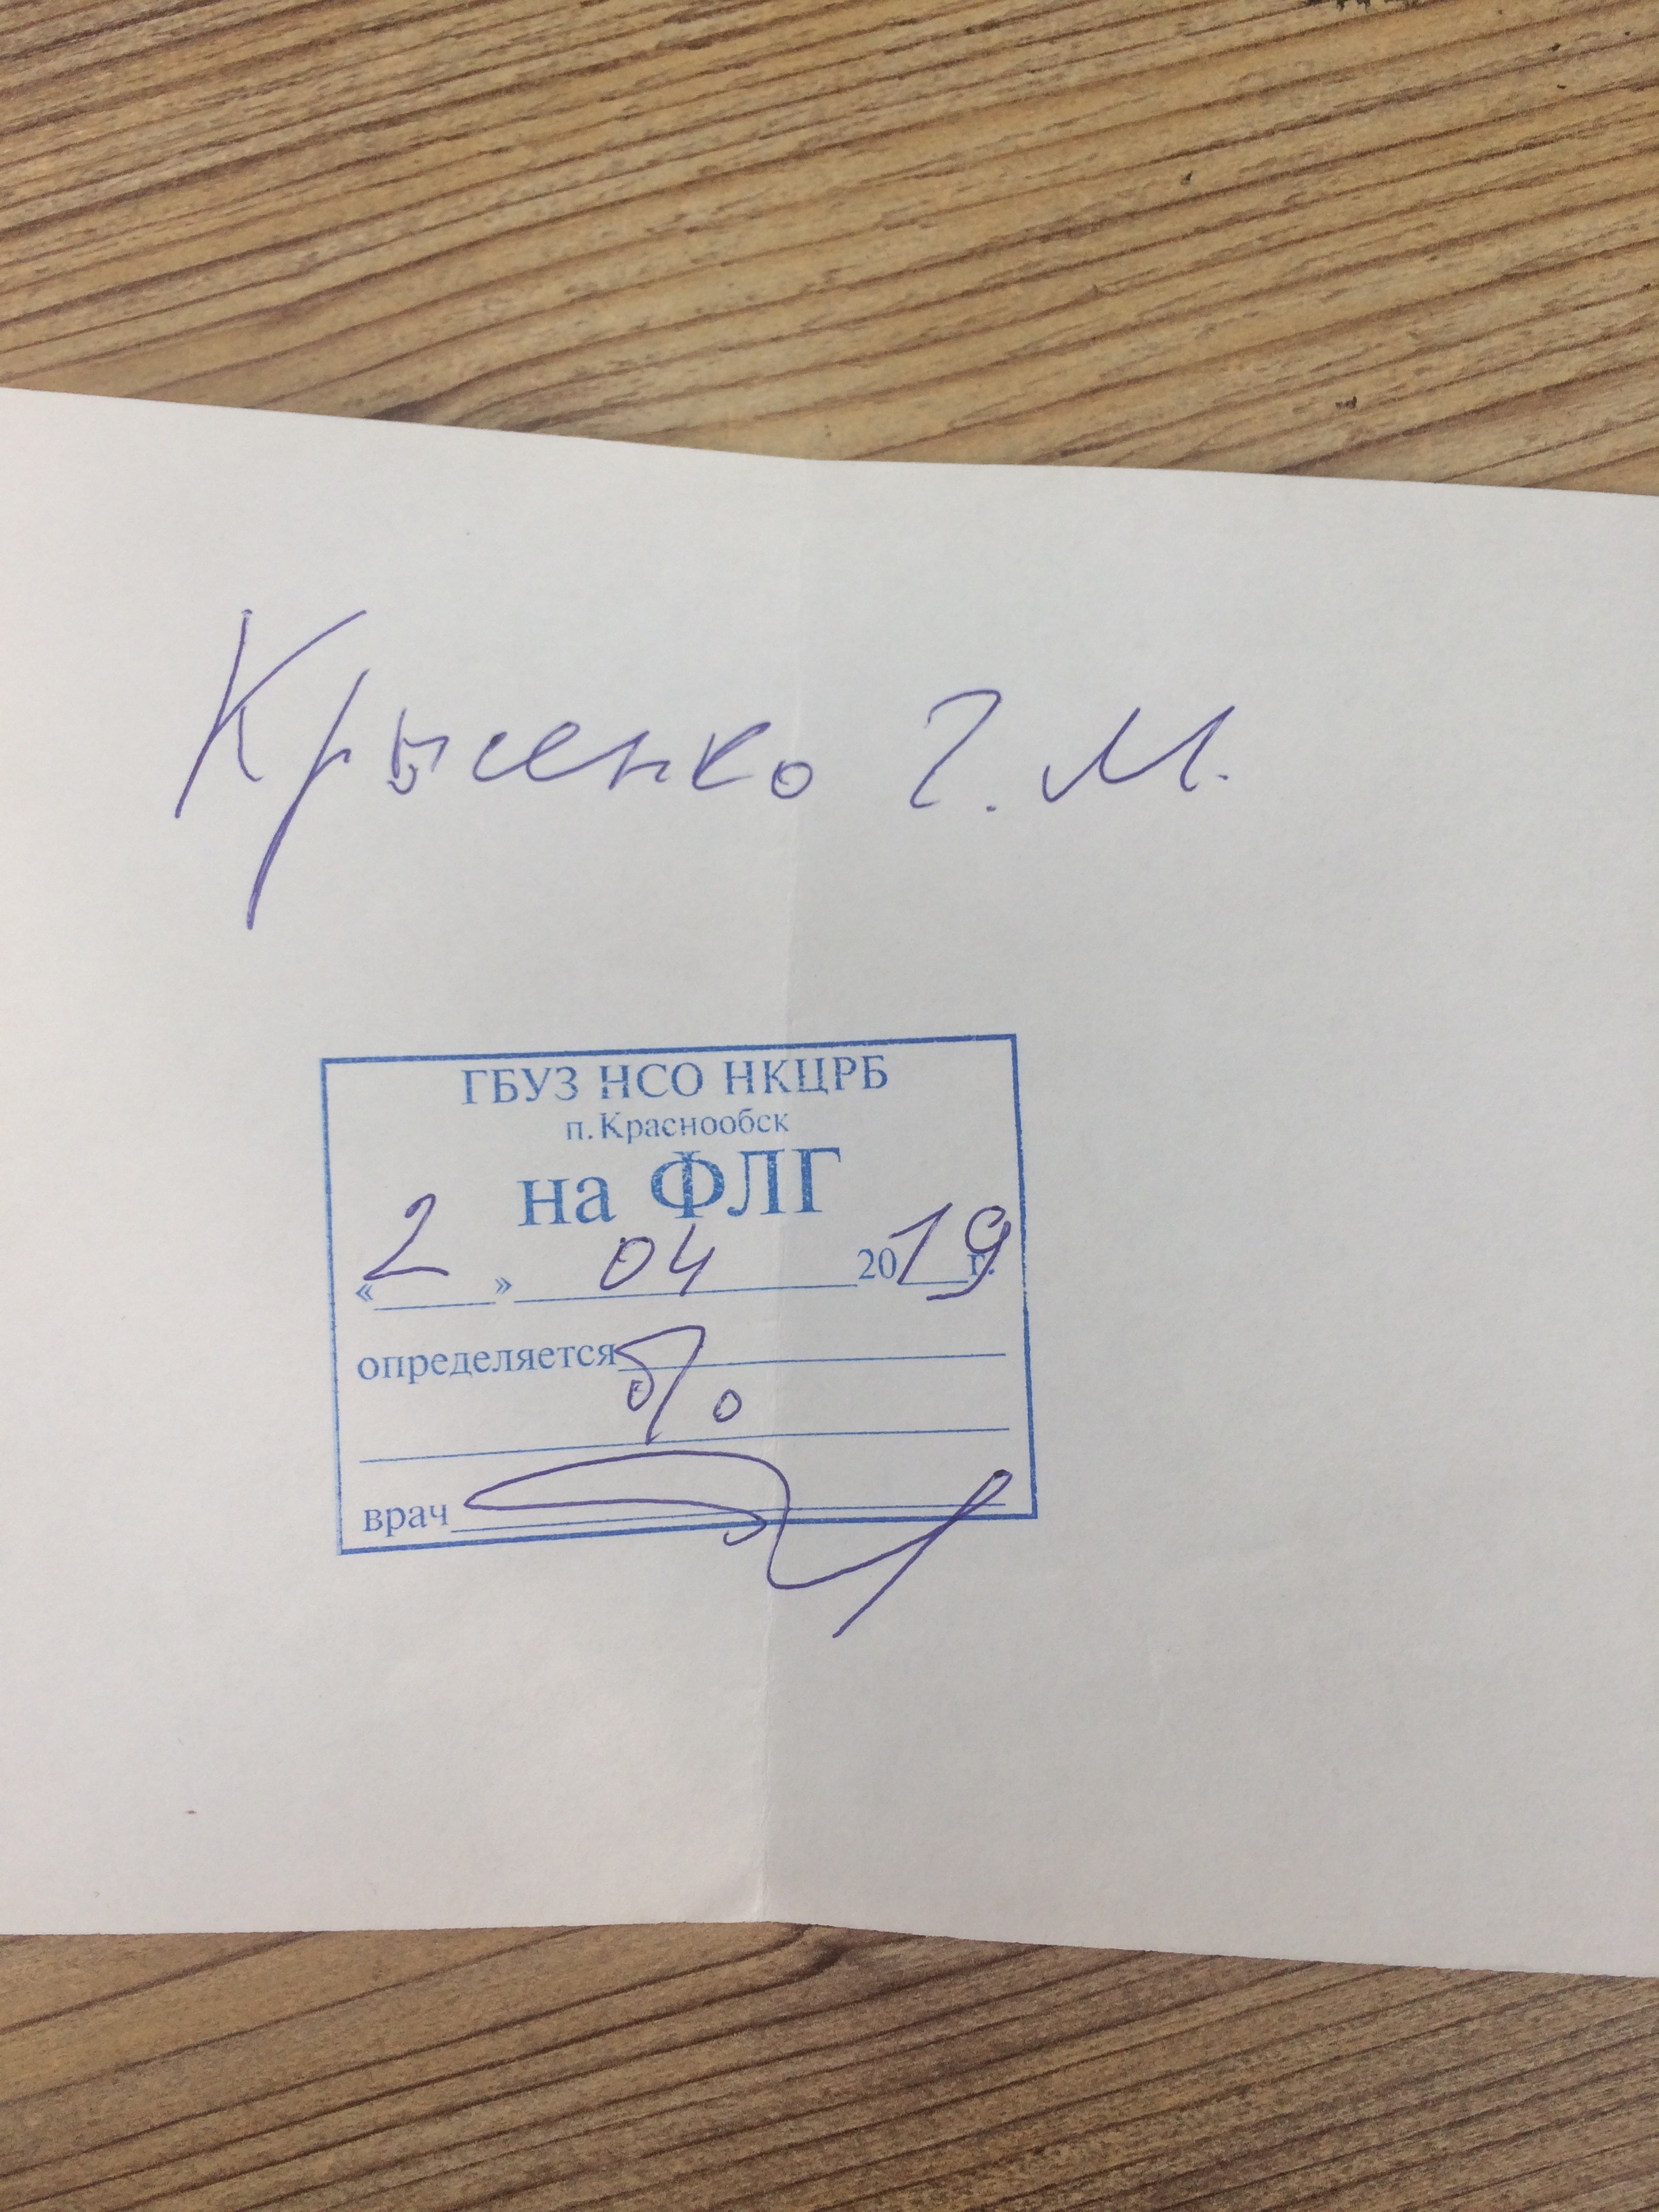 Крысенко Г.М.
ГБУЗ НСО НКЦРБ
п. Краснообск
на ФЛГ
« 2 » 04 2019 г.
определяется б/о
врач